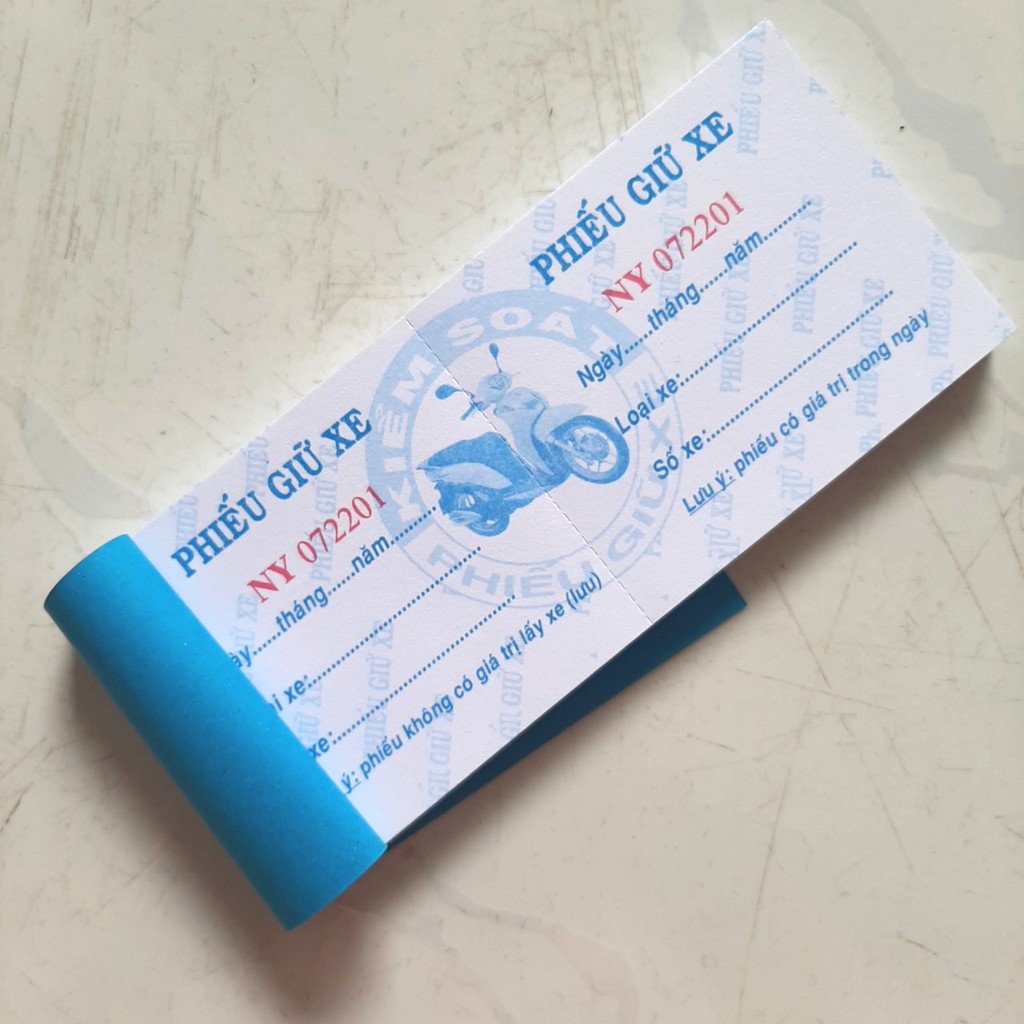 PHIẾU GIỮ XE
NY 072201
ày.....tháng.....năm..........
i xe:..............................
xe:..............................
ý: phiếu không có giá trị lấy xe (lưu)
KIỂM SOÁT
PHIẾU GIỮ XE
PHIẾU GIỮ XE
NY 072201
Ngày.....tháng.....năm..........
Loại xe:..............................
Số xe:..............................
Lưu ý: phiếu có giá trị trong ngày